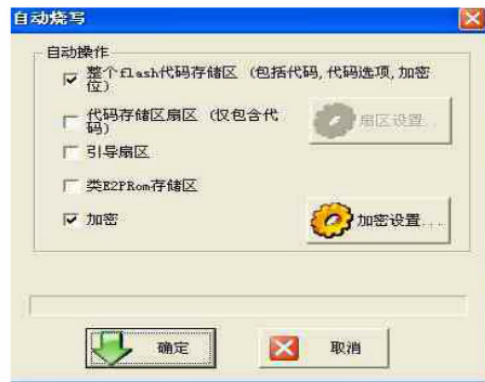 自动烧写
自动操作
整个flash代码存储区（包括代码,代码选项,加密
位）
代码存储区扇区（仅包含代
码）
扇区设置...
引导扇区
类E2PRom存储区
加密
加密设置...
确定
取消